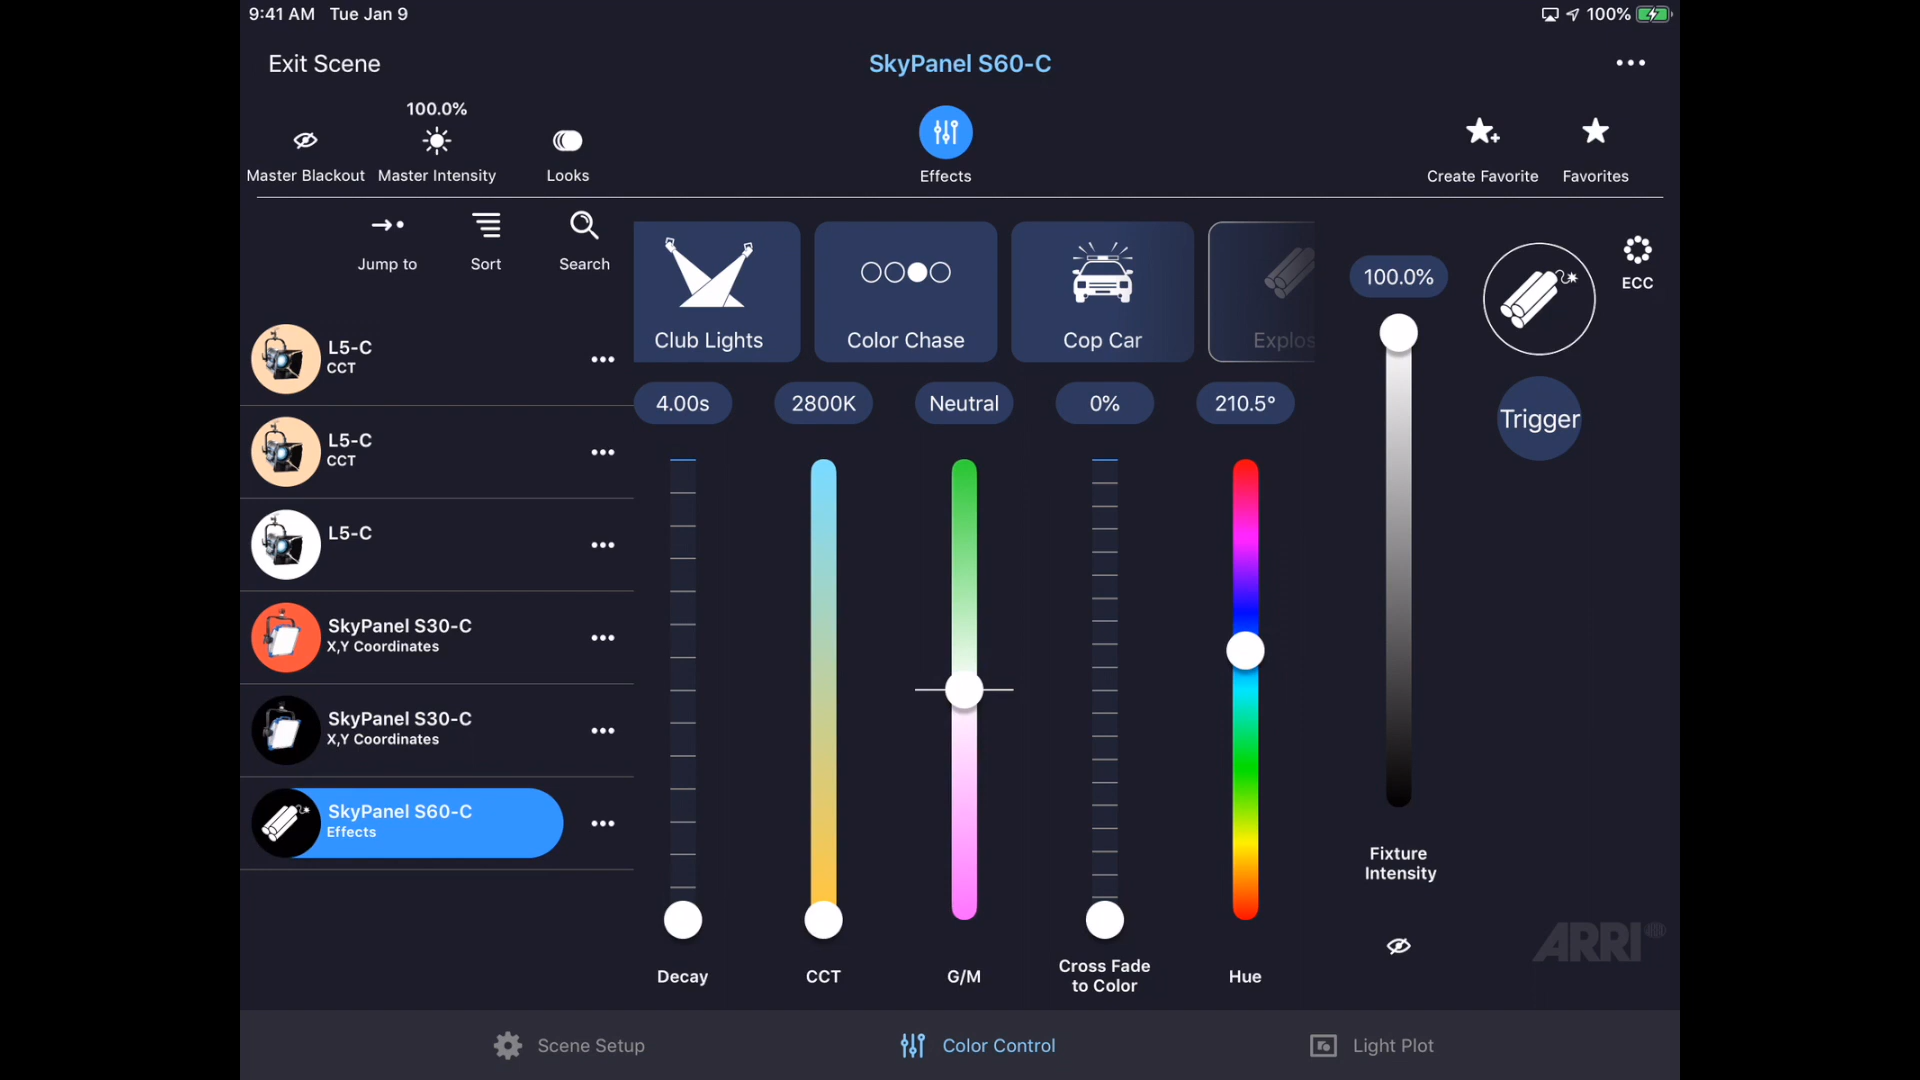 9:41 AM Tue Jan 9
100%
Exit Scene
SkyPanel S60-C
100.0%
Master Blackout
Master Intensity
Looks
Effects
Create Favorite
Favorites
Jump to
Sort
Search
Club Lights
Color Chase
Cop Car
Explos
100.0%
ECC
L5-C
CCT
4.00s
2800K
Neutral
0%
210.5°
Trigger
L5-C
CCT
L5-C
SkyPanel S30-C
X,Y Coordinates
SkyPanel S30-C
X,Y Coordinates
SkyPanel S60-C
Effects
Fixture
Intensity
ARRI
Decay
CCT
G/M
Cross Fade
to Color
Hue
Scene Setup
Color Control
Light Plot